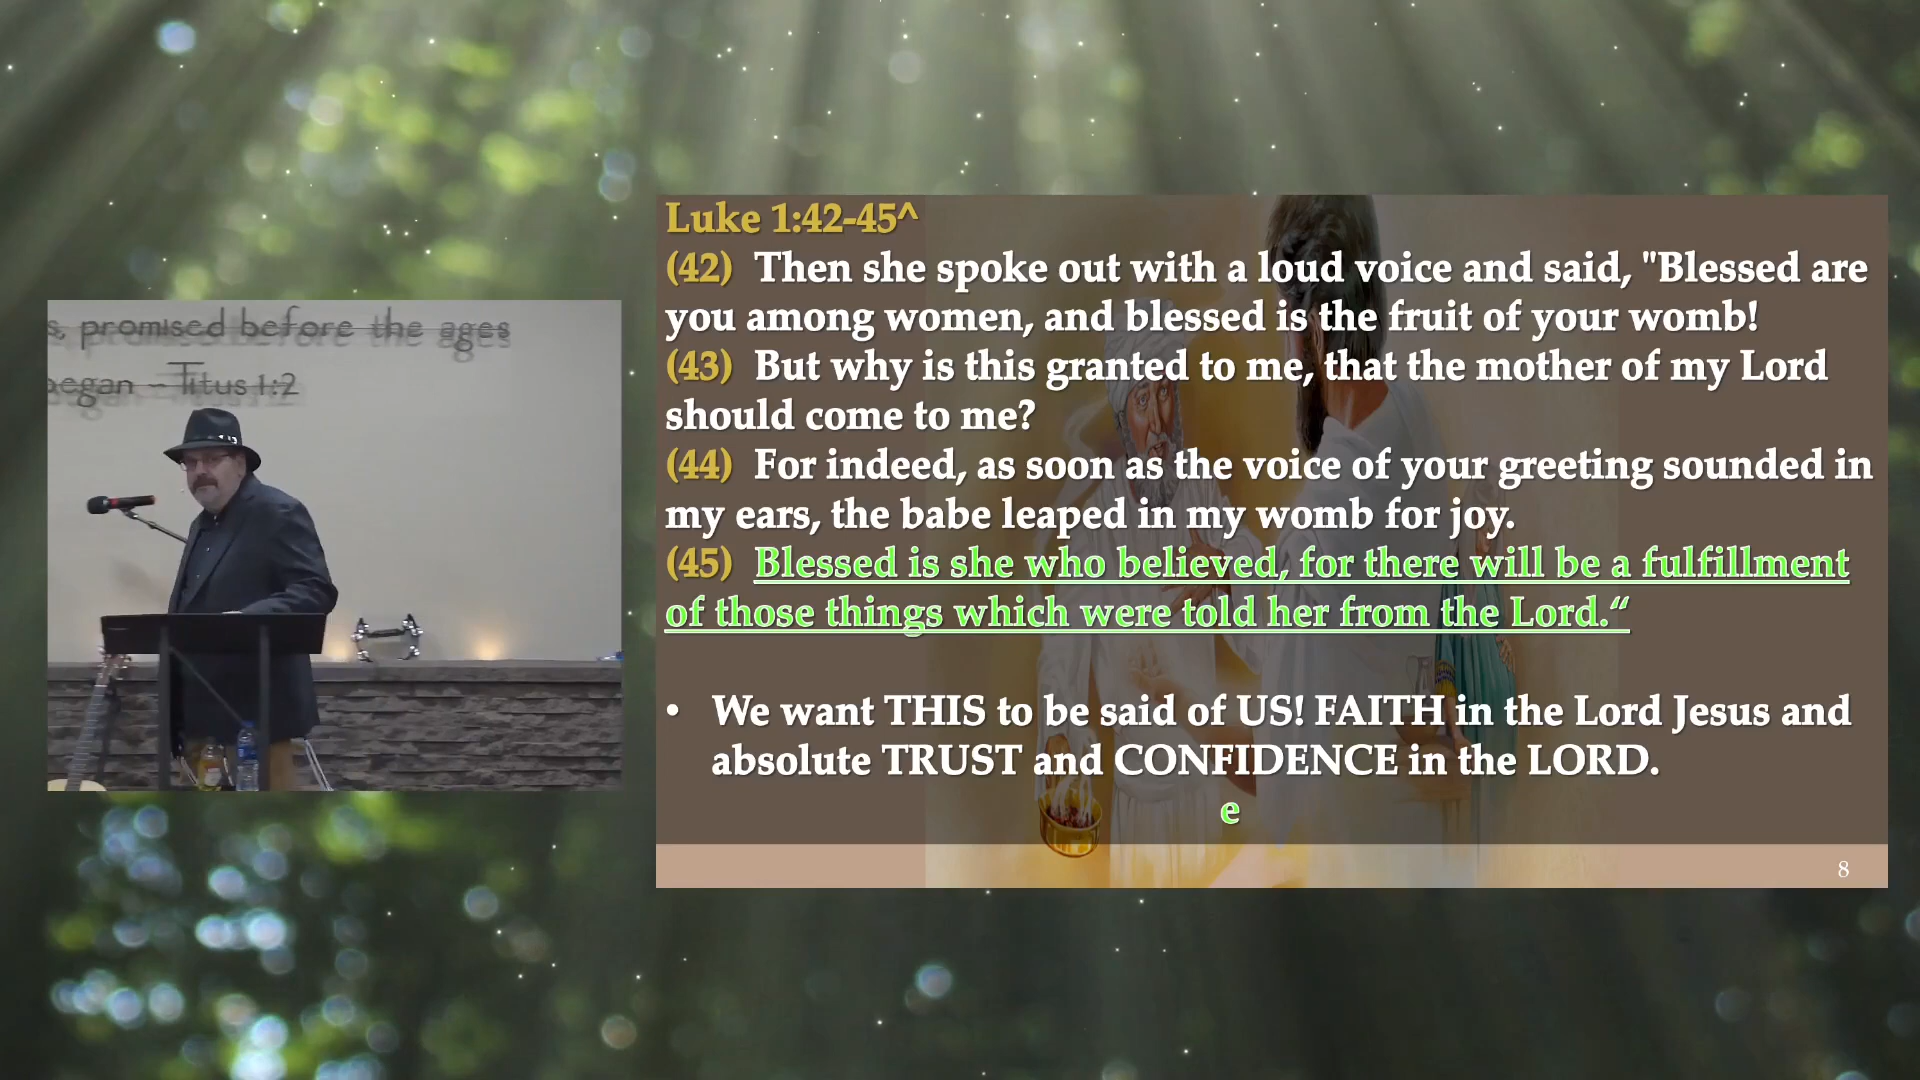 s, promised before the ages
began - Titus 1:2
Luke 1:42-45^
(42) Then she spoke out with a loud voice and said, "Blessed are
you among women, and blessed is the fruit of your womb!
(43) But why is this granted to me, that the mother of my Lord
should come to me?
(44) For indeed, as soon as the voice of your greeting sounded in
my ears, the babe leaped in my womb for joy.
(45) Blessed is she who believed, for there will be a fulfillment
of those things which were told her from the Lord.“
• We want THIS to be said of US! FAITH in the Lord Jesus and
absolute TRUST and CONFIDENCE in the LORD.
e
8